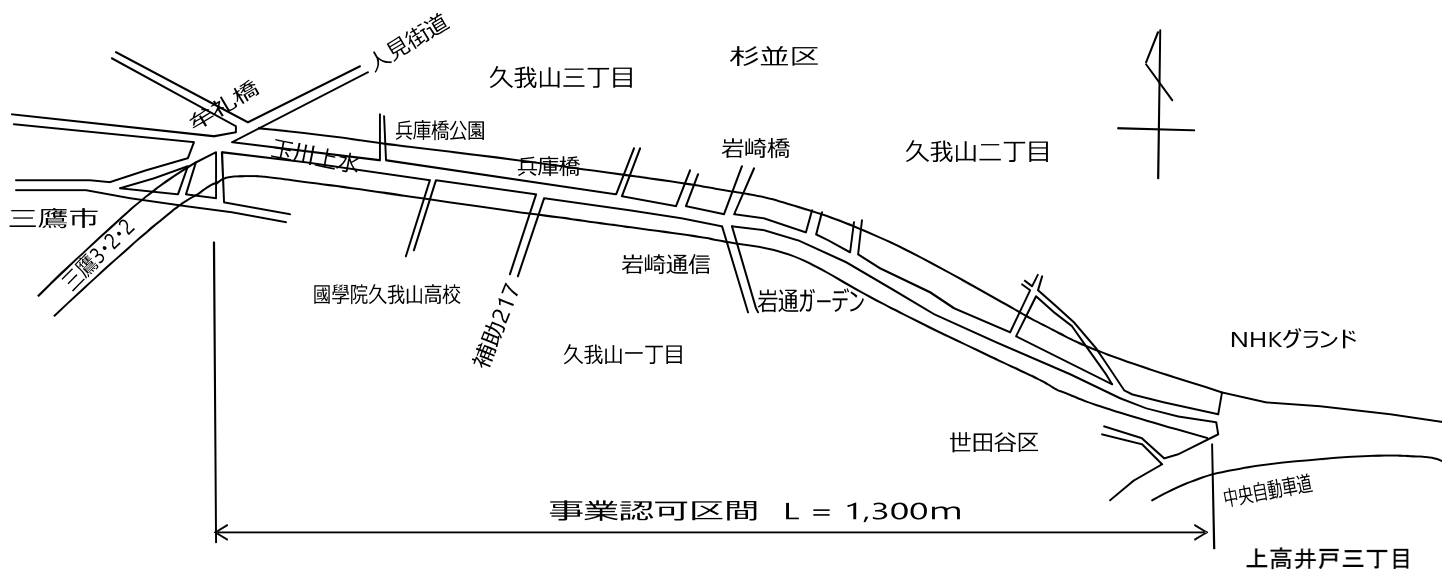 人見街道
杉並区
久我山三丁目
牟礼橋
兵庫橋公園
玉川上水
兵庫橋
岩崎橋
久我山二丁目
三鷹市
三鷹3・2・2
國學院久我山高校
補助217
岩崎通信
岩通ガーデン
久我山一丁目
NHKグランド
世田谷区
中央自動車道
事業認可区間 L = 1,300m
上高井戸三丁目